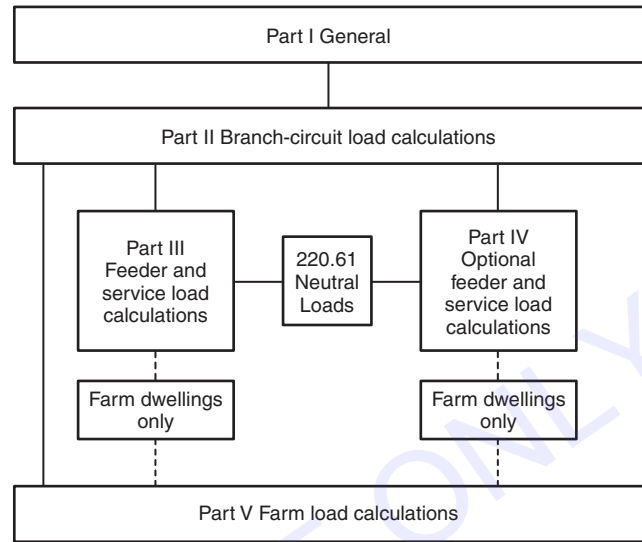 Part I General
Part II Branch-circuit load calculations
Part III
Feeder and
service load
calculations
220.61
Neutral
Loads
Part IV
Optional
feeder and
service load
calculations
Farm dwellings
only
Farm dwellings
only
Part V Farm load calculations
ONLY